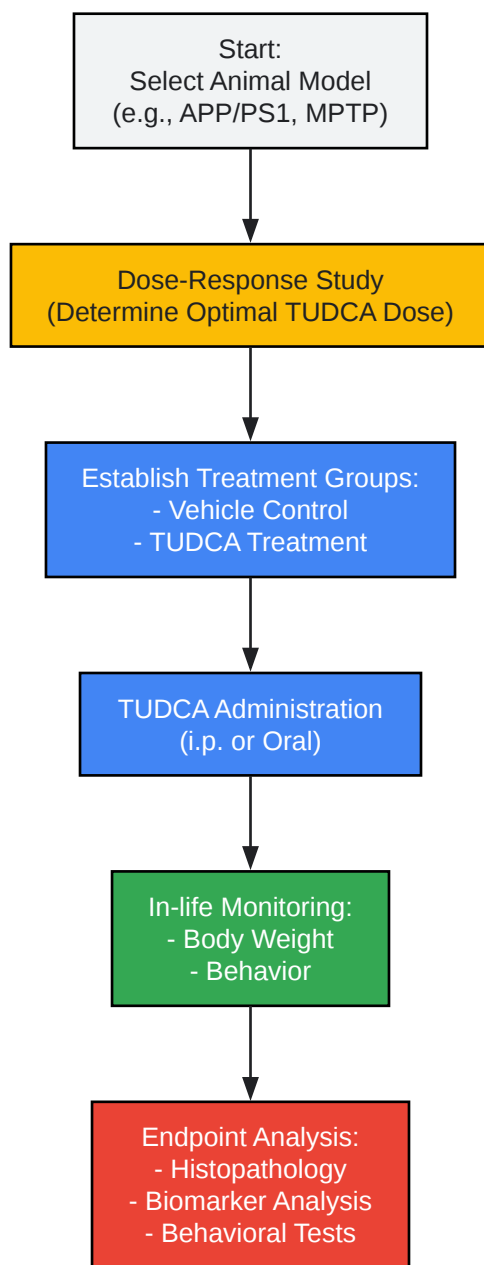 Start:
Select Animal Model
(e.g., APP/PS1, MPTP)
Dose-Response Study
(Determine Optimal TUDCA Dose)
Establish Treatment Groups:
- Vehicle Control
- TUDCA Treatment
TUDCA Administration
(i.p. or Oral)
In-life Monitoring:
- Body Weight
- Behavior
Endpoint Analysis:
- Histopathology
- Biomarker Analysis
- Behavioral Tests